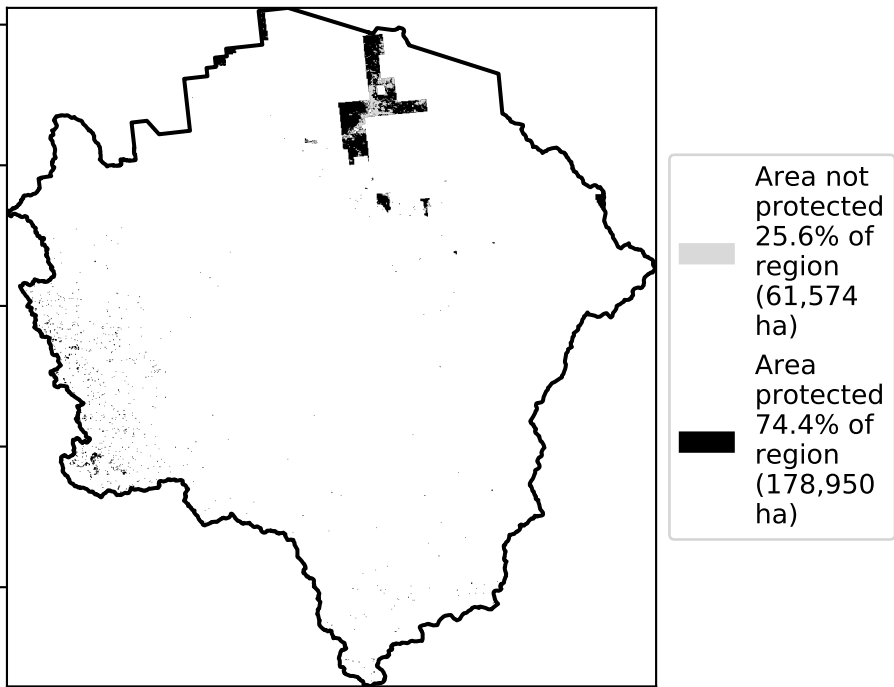 Area not
protected
25.6% of
region
(61,574
ha)
Area
protected
74.4% of
region
(178,950
ha)